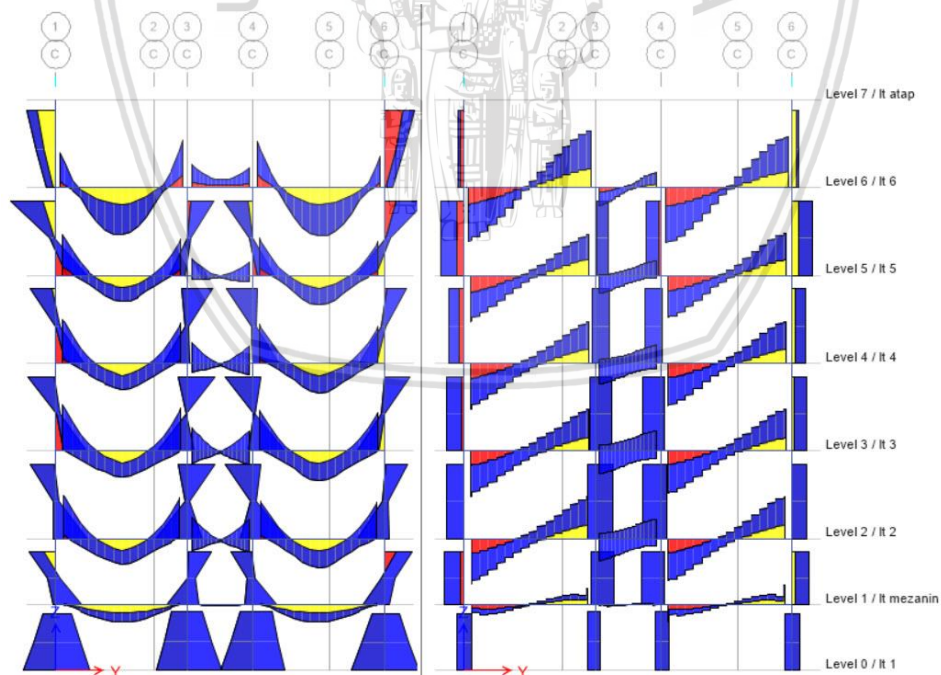 1 2 3 4 5 6 1 2 3 4 5 6
C C C C C C C C C C C C
Level 7 / lt atap
Level 6 / lt 6
Level 5 / lt 5
Level 4 / lt 4
Level 3 / lt 3
Level 2 / lt 2
Level 1 / lt mezanin
Z Z
Level 0 / lt 1
Y Y